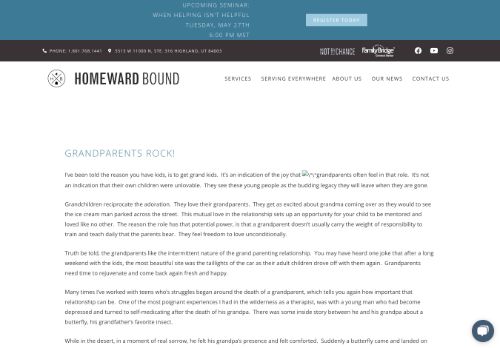 UPCOMING SEMINAR:
WHEN HELPING ISN'T HELPFUL
TUESDAY, MAY 27TH
6:00 PM MST
REGISTER TODAY
PHONE: 1.801.768.1441
5513 W 11000 N, STE. 316 HIGHLAND, UT 84003
NOT BY CHANCE
FamilyBridge
HOMEWARD BOUND
SERVICES
SERVING EVERYWHERE
ABOUT US
OUR NEWS
CONTACT US
GRANDPARENTS ROCK!
I've been told the reason you have kids, is to get grand kids. It's an indication of the joy that grandparents often feel in that role. It's not
an indication that their own children were unlovable. They see these young people as the budding legacy they will leave when they are gone.
Grandchildren reciprocate the adoration. They love their grandparents. They get as excited about grandma coming over as they would to see
the ice cream man parked across the street. This mutual love in the relationship sets up an opportunity for your child to be mentored and
loved like no other. The reason the role has that potential power, is that a grandparent doesn't usually carry the weight of responsibility to
train and teach daily that the parents bear. They feel freedom to love unconditionally.
Truth be told, the grandparents like the intermittent nature of the grand parenting relationship. You may have heard one joke that after a long
weekend with the kids, the most beautiful site was the taillights of the car as their adult children drove off with them again. Grandparents
need time to rejuvenate and come back again fresh and happy.
Many times I've worked with teens who's struggles began around the death of a grandparent, which tells you again how important that
relationship can be. One of the most poignant experiences I had in the wilderness as a therapist, was with a young man who had become
depressed and turned to self-medicating after the death of his grandpa. There was some inside story between he and his grandpa about a
butterfly, his grandfather's favorite insect.
While in the desert, in a moment of real sorrow, he felt his grandpa's presence and felt comforted. Suddenly a butterfly came and landed on